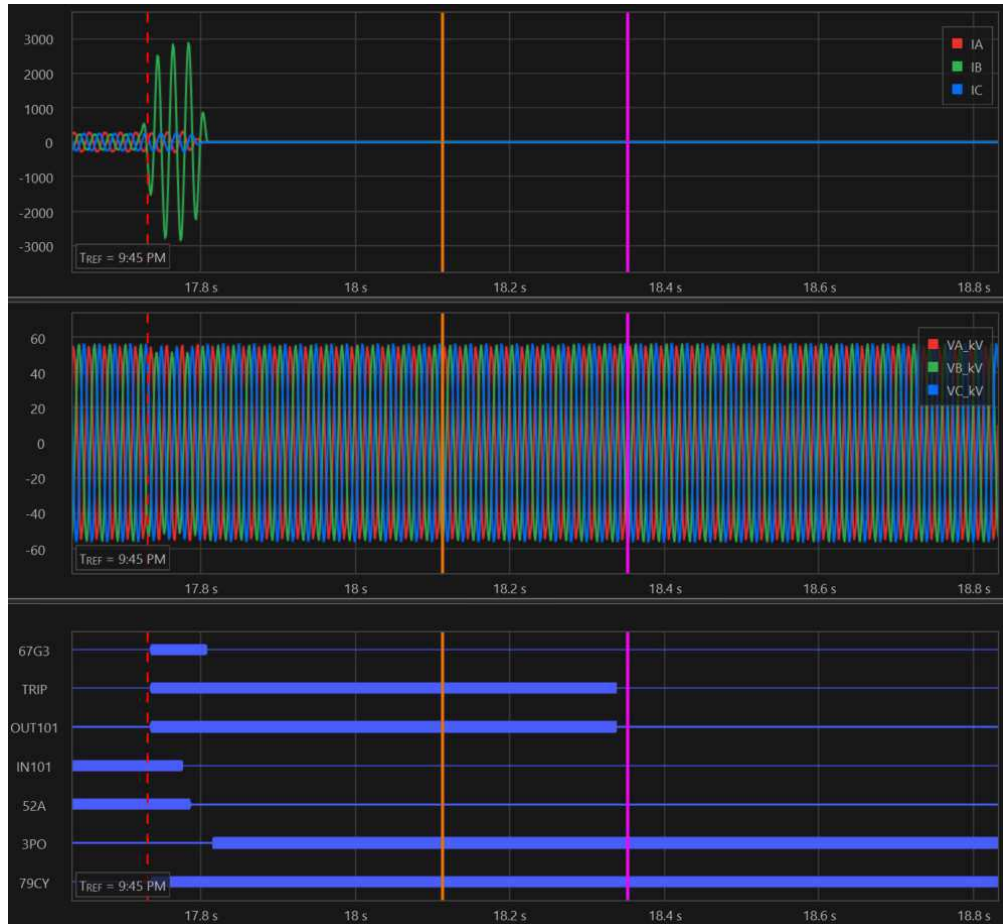 3000
2000
1000
0
-1000
-2000
-3000
IA
IB
IC
TREF = 9:45 PM
17.8 s
18 s
18.2 s
18.4 s
18.6 s
18.8 s
60
40
20
0
-20
-40
-60
VA_kV
VB_kV
VC_kV
TREF = 9:45 PM
17.8 s
18 s
18.2 s
18.4 s
18.6 s
18.8 s
67G3
TRIP
OUT101
IN101
52A
3PO
79CY
TREF = 9:45 PM
17.8 s
18 s
18.2 s
18.4 s
18.6 s
18.8 s